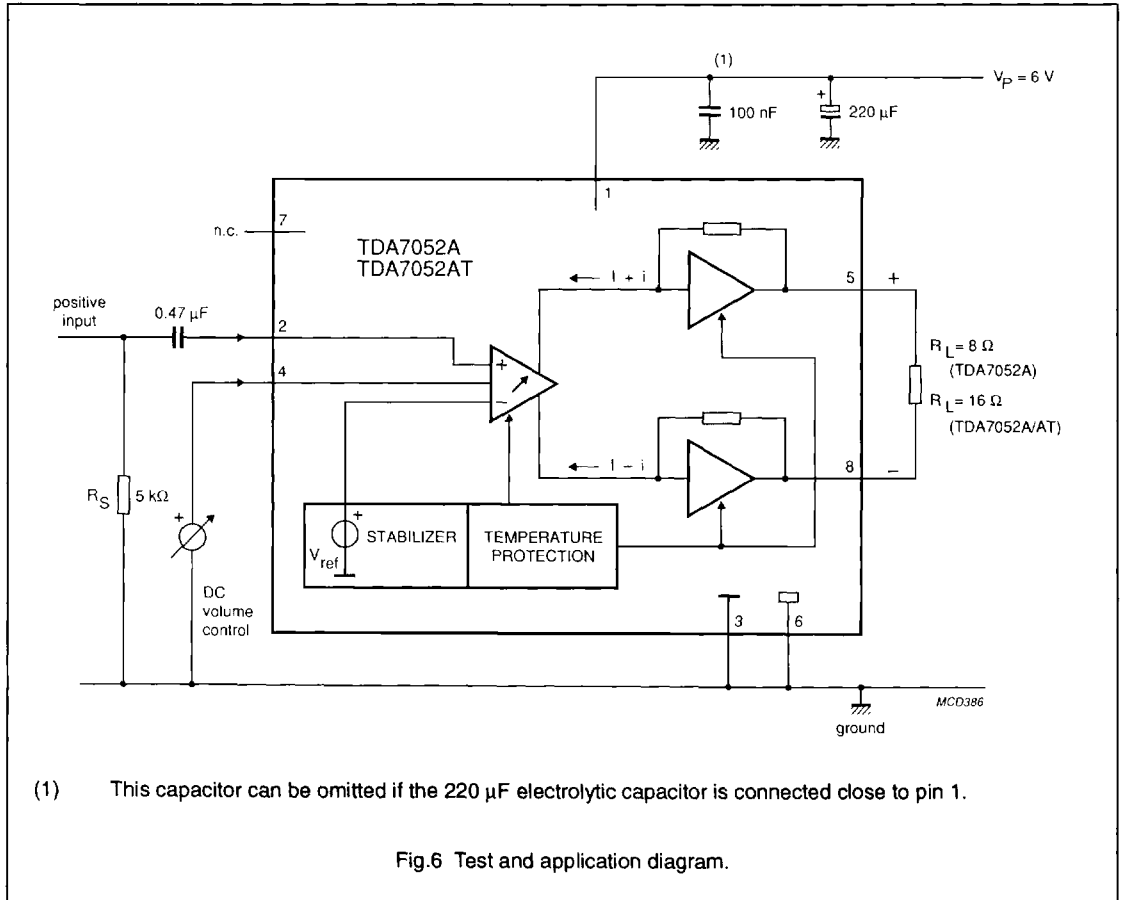 (1)
V_P = 6 V
+
100 nF
220 µF
1
7
n.c.
TDA7052A
TDA7052AT
I + i
5
+
positive
input
0.47 µF
2
+
4
−
R_L = 8 Ω
(TDA7052A)
R_L = 16 Ω
(TDA7052A/AT)
I − i
8
−
R_S
5 kΩ
+
+
V_ref
STABILIZER
TEMPERATURE
PROTECTION
DC
volume
control
3
6
MCD386
ground
(1) This capacitor can be omitted if the 220 µF electrolytic capacitor is connected close to pin 1.
Fig.6 Test and application diagram.